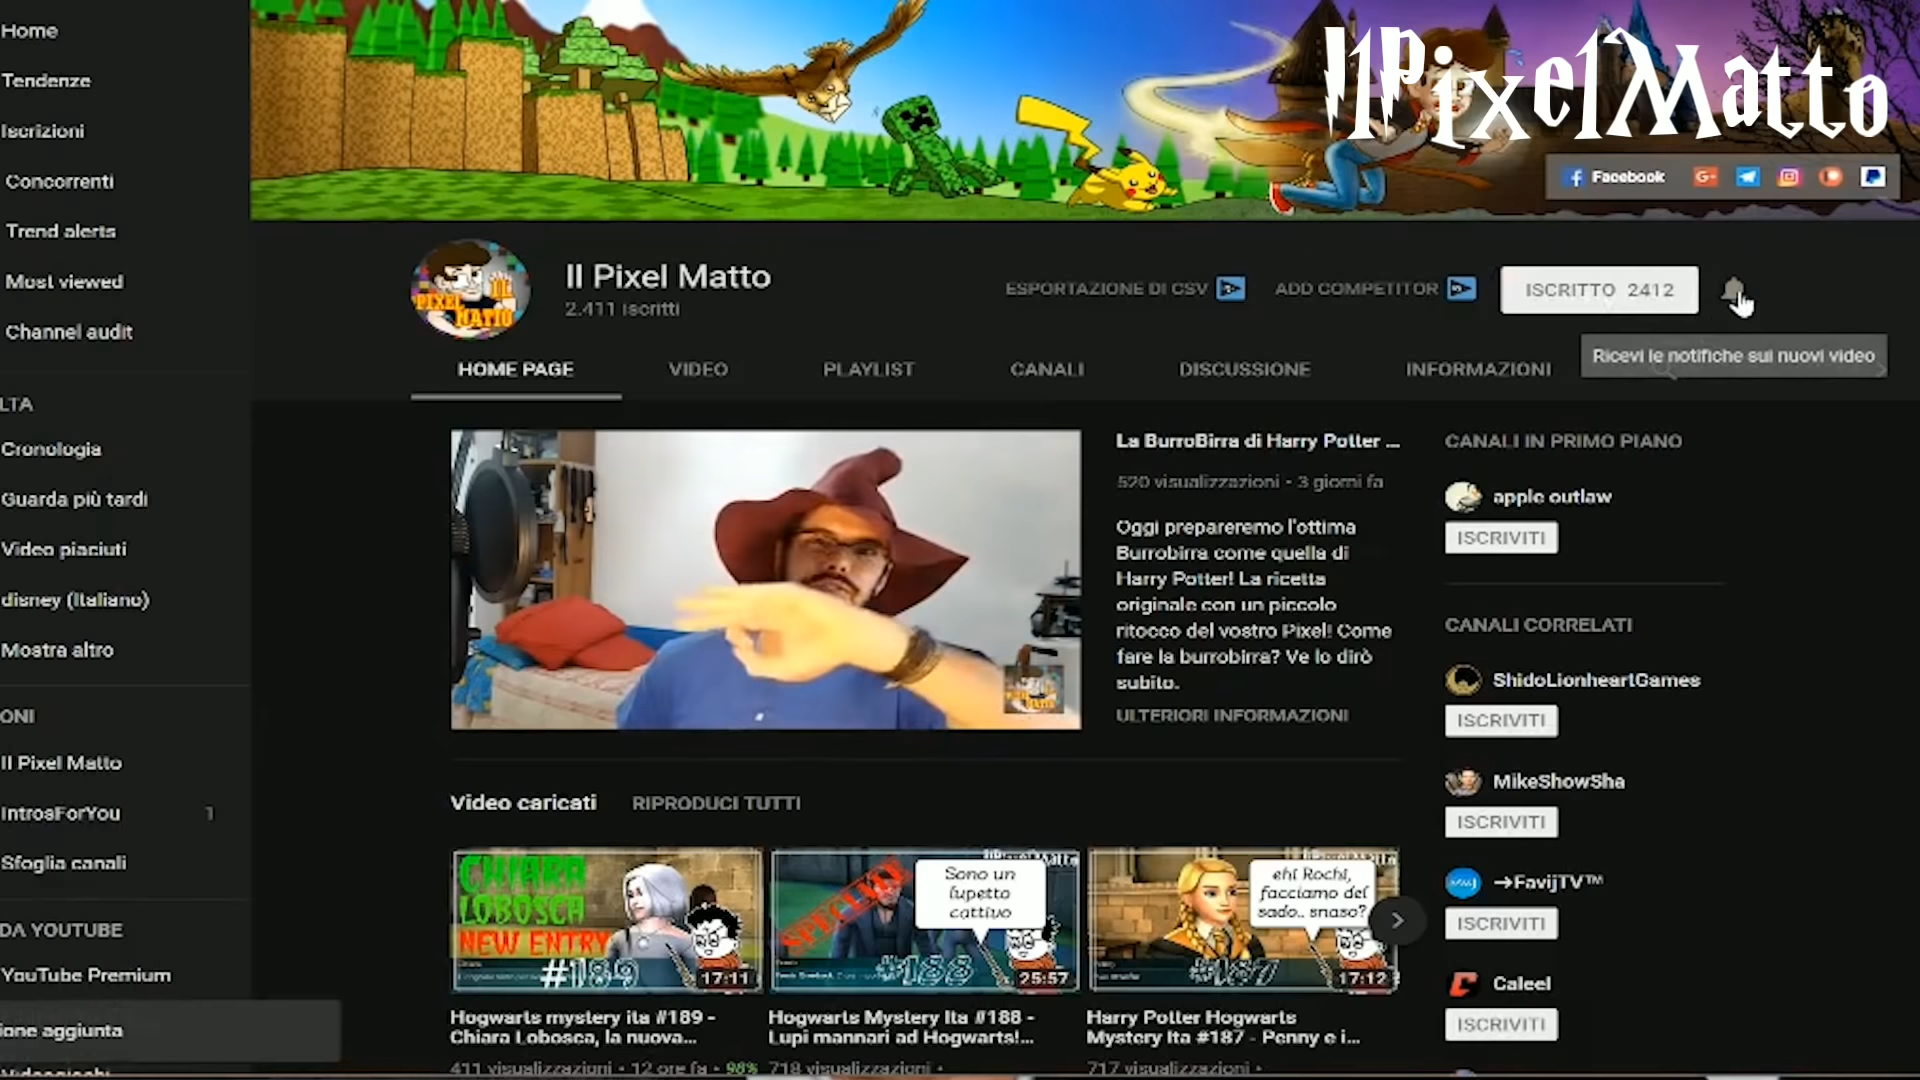 Home
Tendenze
Iscrizioni
Concorrenti
Trend alerts
Most viewed
Channel audit
LTA
Cronologia
Guarda più tardi
Video piaciuti
disney (Italiano)
Mostra altro
ONI
Il Pixel Matto
IntrosForYou 1
Sfoglia canali
DA YOUTUBE
YouTube Premium
ione aggiunta
IlPixelMatto
Facebook
Il Pixel Matto
2.411 iscritti
ESPORTAZIONE DI CSV
ADD COMPETITOR
ISCRITTO 2412
Ricevi le notifiche sui nuovi video
HOME PAGE VIDEO PLAYLIST CANALI DISCUSSIONE INFORMAZIONI
La BurroBirra di Harry Potter ...
520 visualizzazioni • 3 giorni fa
Oggi prepareremo l'ottima
Burrobirra come quella di
Harry Potter! La ricetta
originale con un piccolo
ritocco del vostro Pixel! Come
fare la burrobirra? Ve lo dirò
subito.
ULTERIORI INFORMAZIONI
CANALI IN PRIMO PIANO
apple outlaw
ISCRIVITI
CANALI CORRELATI
ShidoLionheartGames
ISCRIVITI
MikeShowSha
ISCRIVITI
→FavijTV™
ISCRIVITI
Caleel
ISCRIVITI
Video caricati RIPRODUCI TUTTI
CHIARA
LOBOSCA
NEW ENTRY
#189
17:11
SPECIALE
Sono un
lupetto
cattivo
#188
25:57
ehi Rochi,
facciamo del
sado.. snaso?
#187
17:12
Hogwarts mystery ita #189 -
Chiara Lobosca, la nuova...
411 visualizzazioni • 12 ore fa • 98%
Hogwarts Mystery Ita #188 -
Lupi mannari ad Hogwarts!...
718 visualizzazioni •
Harry Potter Hogwarts
Mystery Ita #187 - Penny e i...
717 visualizzazioni •